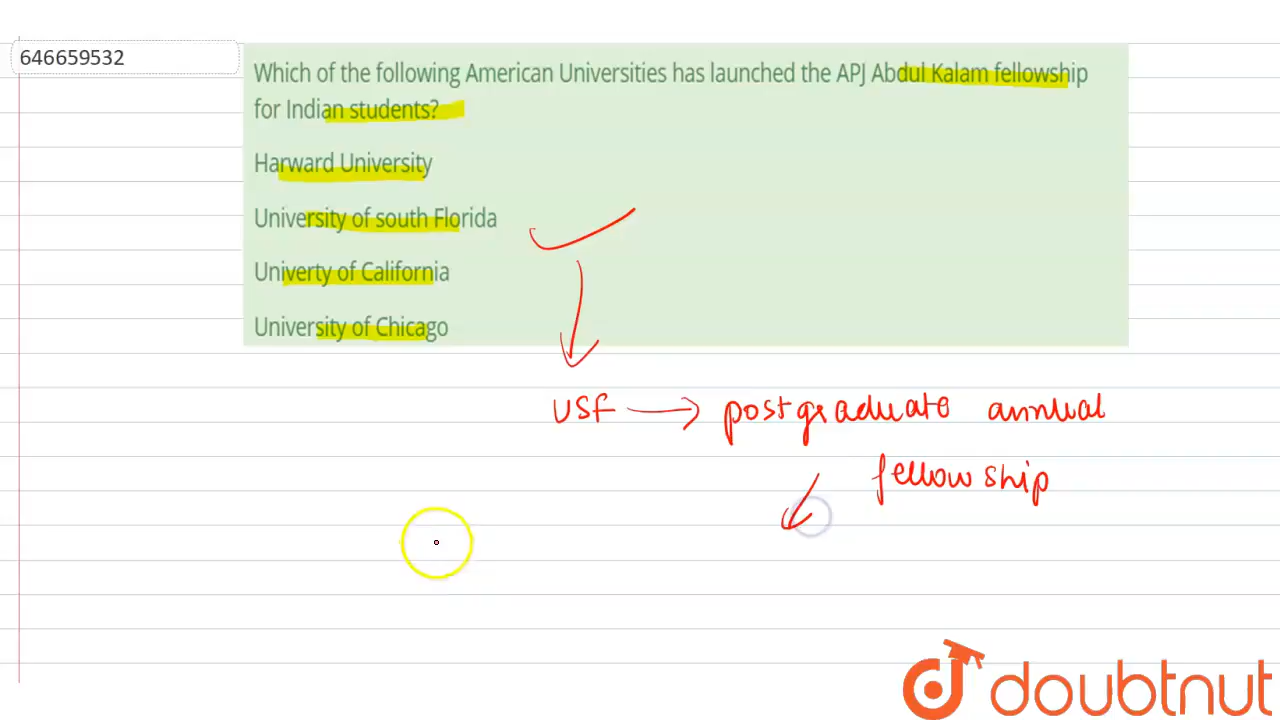 646659532
Which of the following American Universities has launched the APJ Abdul Kalam fellowship
for Indian students?
Harward University
University of south Florida
Univerty of California
University of Chicago
USF → postgraduate annual
fellowship
doubtnut